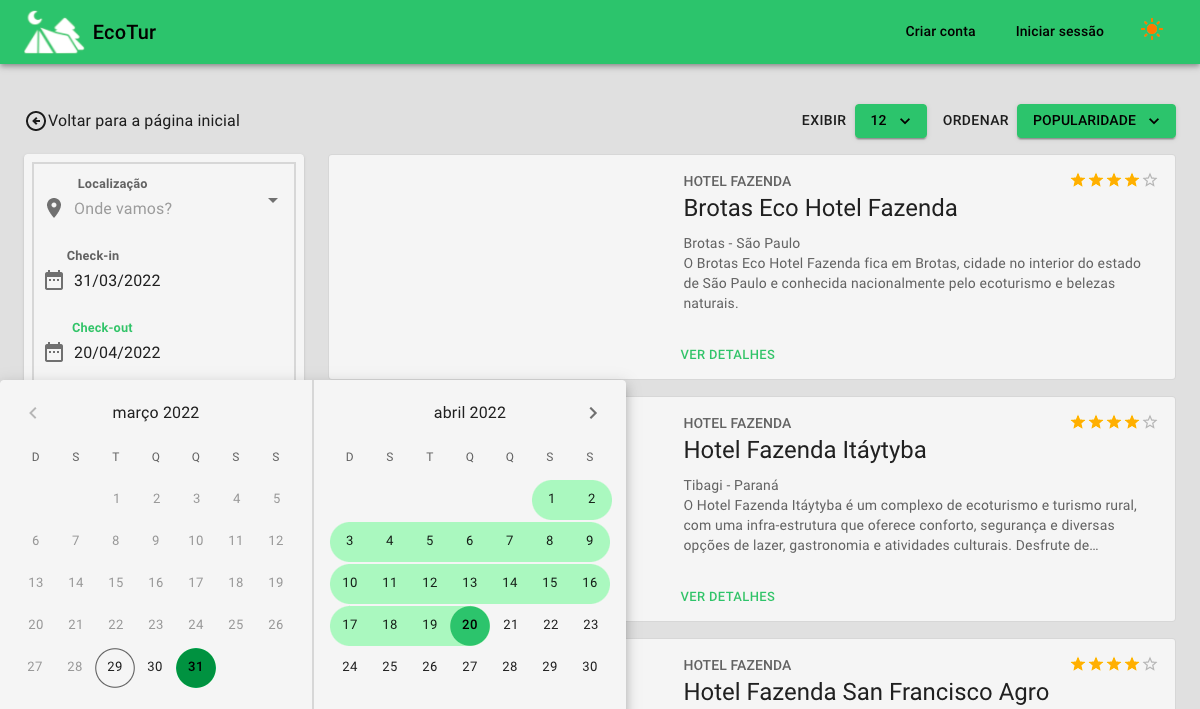 EcoTur
Criar conta
Iniciar sessão
Voltar para a página inicial
EXIBIR
12
ORDENAR
POPULARIDADE
Localização
Onde vamos?
Check-in
31/03/2022
Check-out
20/04/2022
HOTEL FAZENDA
Brotas Eco Hotel Fazenda
Brotas - São Paulo
O Brotas Eco Hotel Fazenda fica em Brotas, cidade no interior do estado
de São Paulo e conhecida nacionalmente pelo ecoturismo e belezas
naturais.
VER DETALHES
março 2022
D S T Q Q S S
1 2 3 4 5
6 7 8 9 10 11 12
13 14 15 16 17 18 19
20 21 22 23 24 25 26
27 28 29 30 31
abril 2022
D S T Q Q S S
1 2
3 4 5 6 7 8 9
10 11 12 13 14 15 16
17 18 19 20 21 22 23
24 25 26 27 28 29 30
HOTEL FAZENDA
Hotel Fazenda Itáytyba
Tibagi - Paraná
O Hotel Fazenda Itáytyba é um complexo de ecoturismo e turismo rural,
com uma infra-estrutura que oferece conforto, segurança e diversas
opções de lazer, gastronomia e atividades culturais. Desfrute de…
VER DETALHES
HOTEL FAZENDA
Hotel Fazenda San Francisco Agro